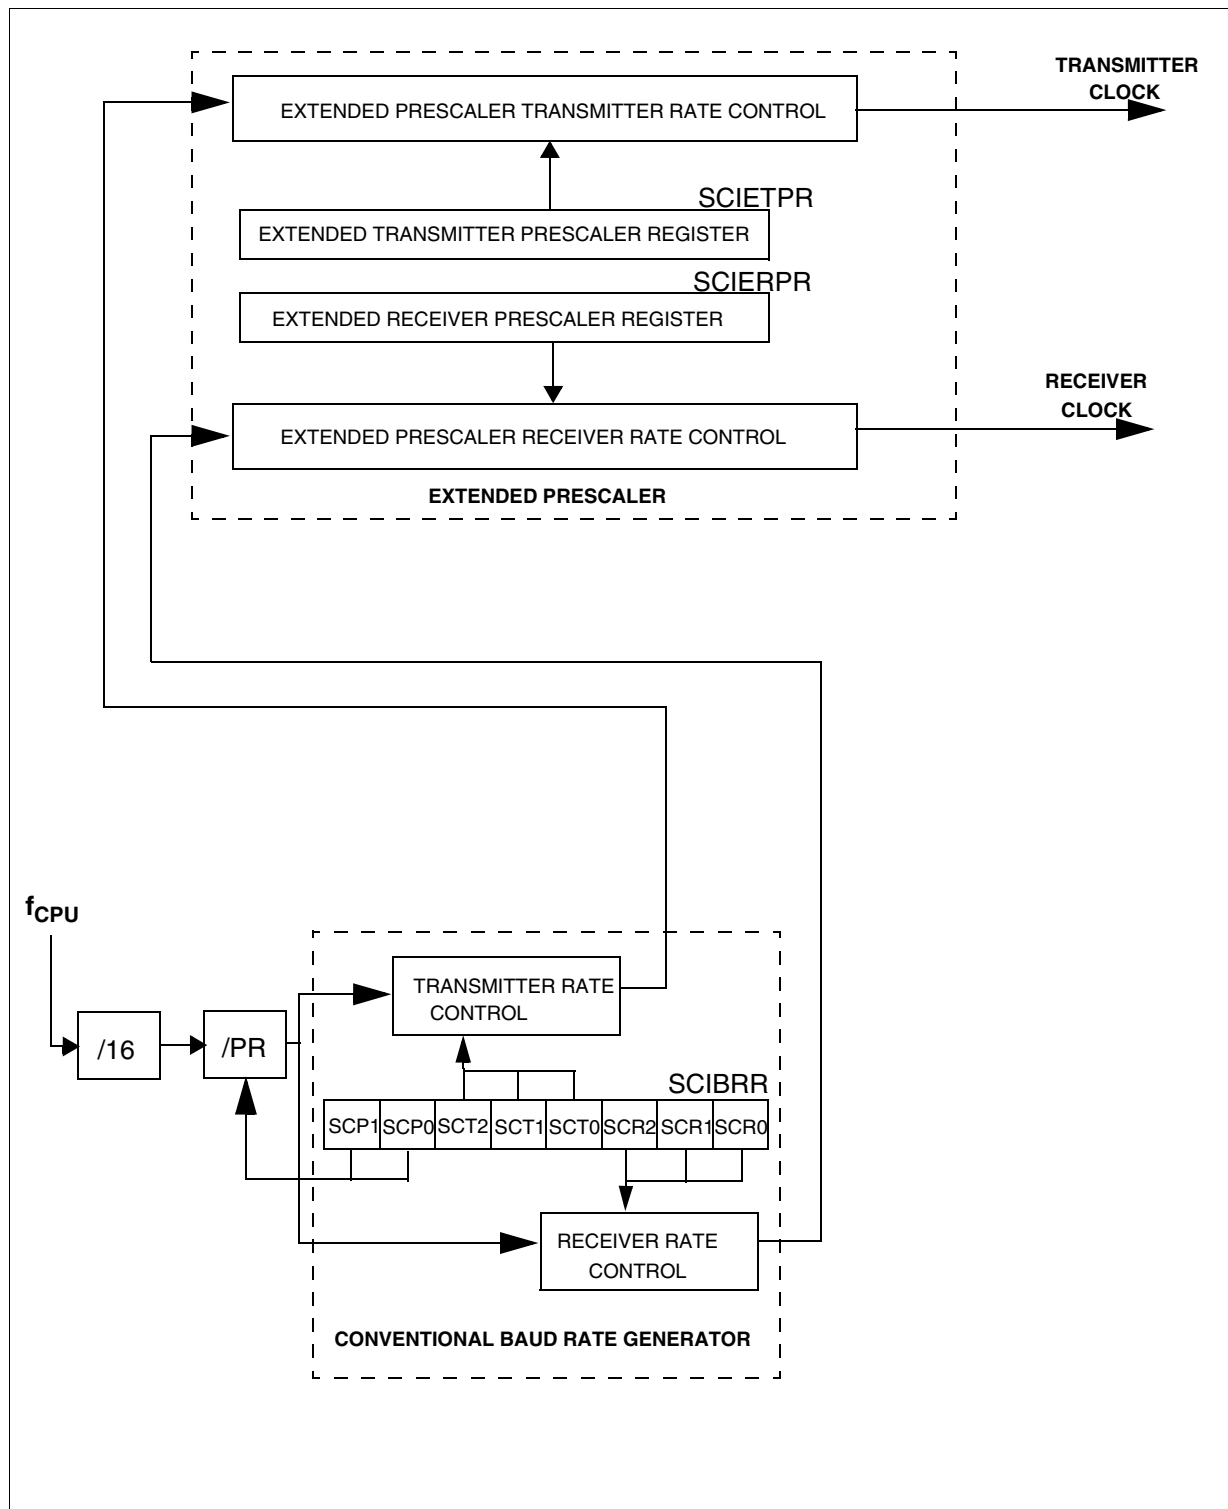 TRANSMITTER
CLOCK
EXTENDED PRESCALER TRANSMITTER RATE CONTROL
SCIETPR
EXTENDED TRANSMITTER PRESCALER REGISTER
SCIERPR
EXTENDED RECEIVER PRESCALER REGISTER
RECEIVER
CLOCK
EXTENDED PRESCALER RECEIVER RATE CONTROL
EXTENDED PRESCALER
fCPU
TRANSMITTER RATE
CONTROL
/16
/PR
SCIBRR
SCP1 SCP0 SCT2 SCT1 SCT0 SCR2 SCR1 SCR0
RECEIVER RATE
CONTROL
CONVENTIONAL BAUD RATE GENERATOR